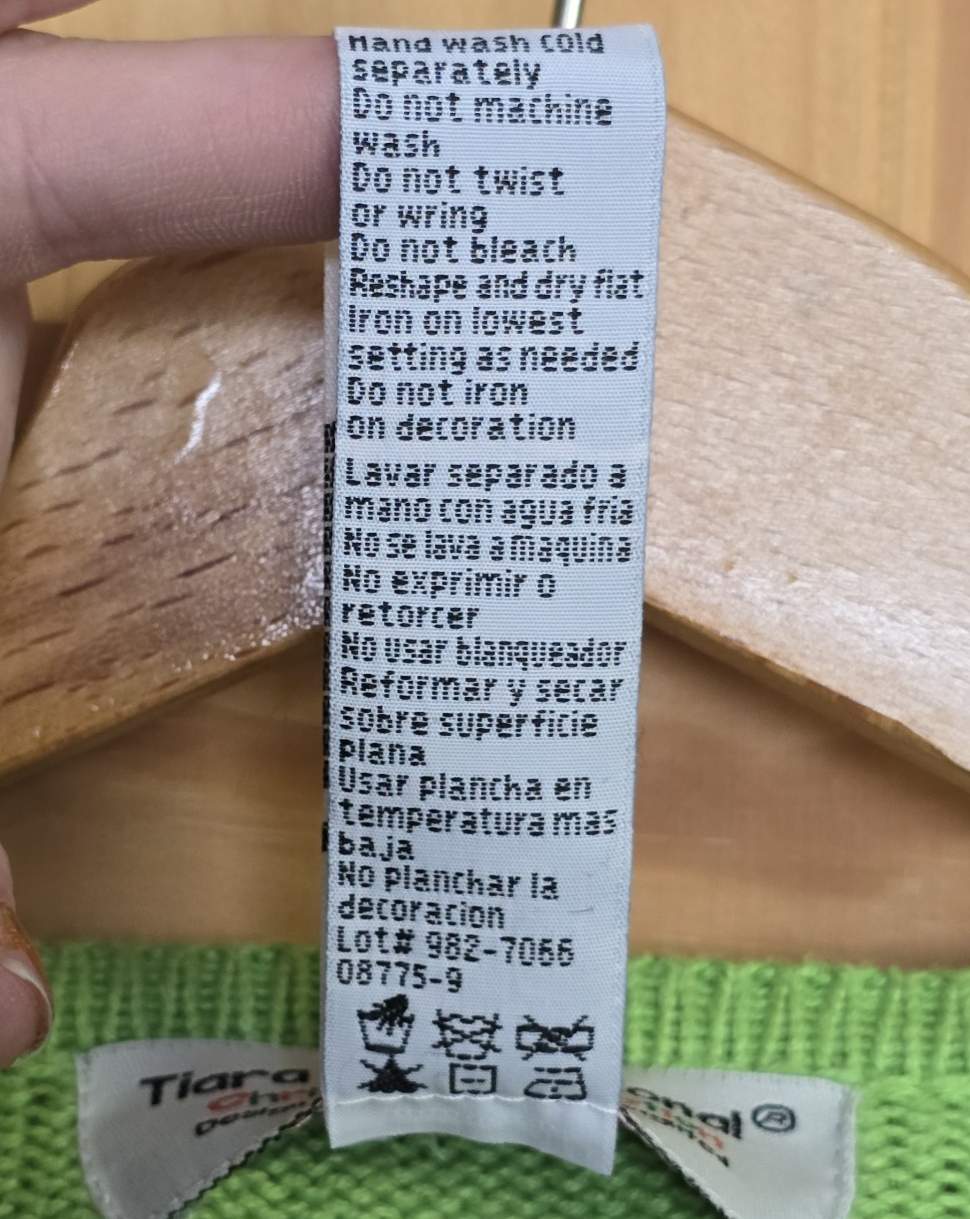 Hand wash cold
separately
Do not machine
wash
Do not twist
or wring
Do not bleach
Reshape and dry flat
Iron on lowest
setting as needed
Do not iron
on decoration
Lavar separado a
mano con agua fria
No se lava a maquina
No exprimir o
retorcer
No usar blanqueador
Reformar y secar
sobre superficie
plana
Usar plancha en
temperatura mas
baja
No planchar la
decoracion
Lot# 982-7066
08775-9
Tiara
onal®